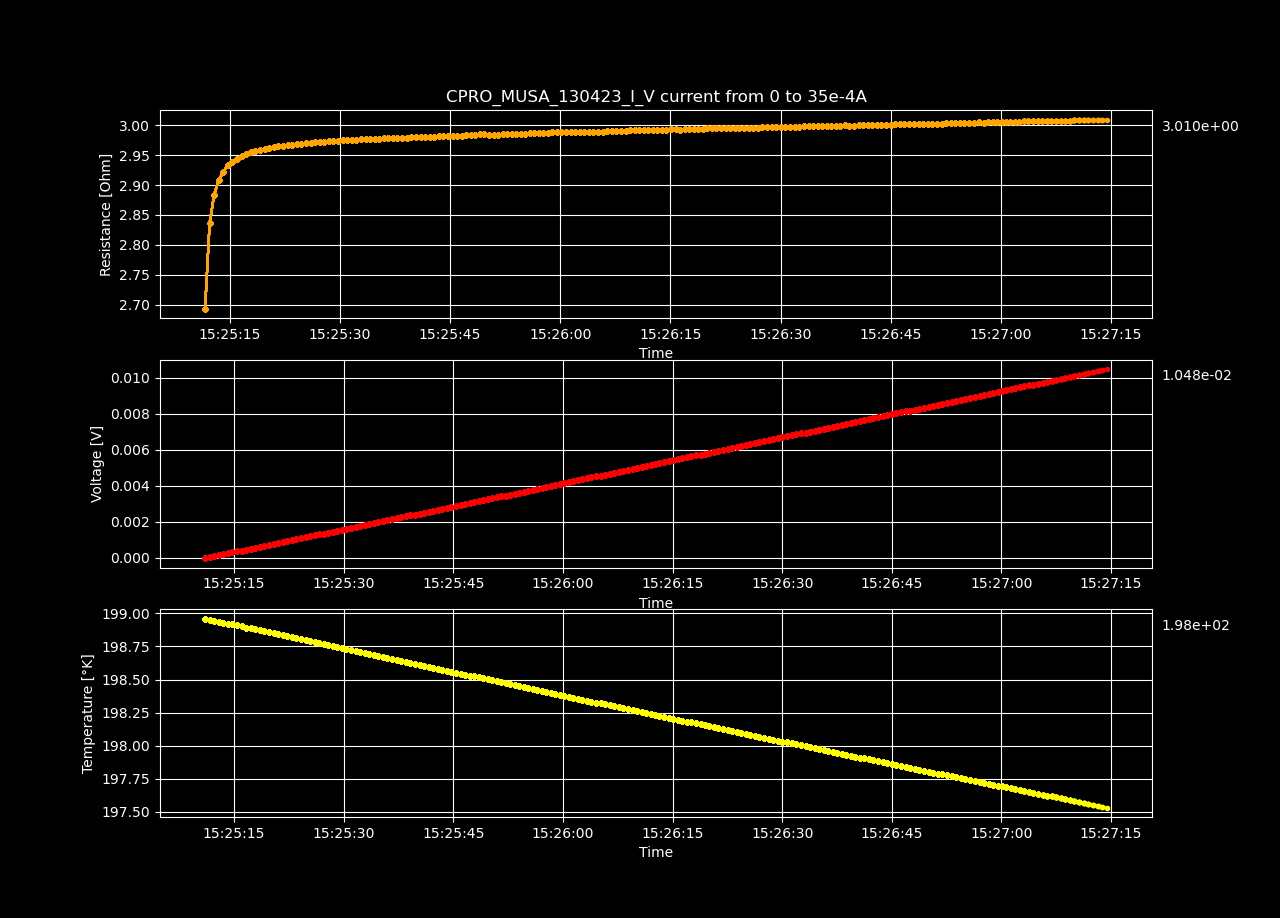 CPRO_MUSA_130423_I_V current from 0 to 35e-4A
Resistance [Ohm]
3.00
2.95
2.90
2.85
2.80
2.75
2.70
3.010e+00
15:25:15 15:25:30 15:25:45 15:26:00 15:26:15 15:26:30 15:26:45 15:27:00 15:27:15
Time
Voltage [V]
0.010
0.008
0.006
0.004
0.002
0.000
1.048e-02
15:25:15 15:25:30 15:25:45 15:26:00 15:26:15 15:26:30 15:26:45 15:27:00 15:27:15
Time
Temperature [°K]
199.00
198.75
198.50
198.25
198.00
197.75
197.50
1.98e+02
15:25:15 15:25:30 15:25:45 15:26:00 15:26:15 15:26:30 15:26:45 15:27:00 15:27:15
Time